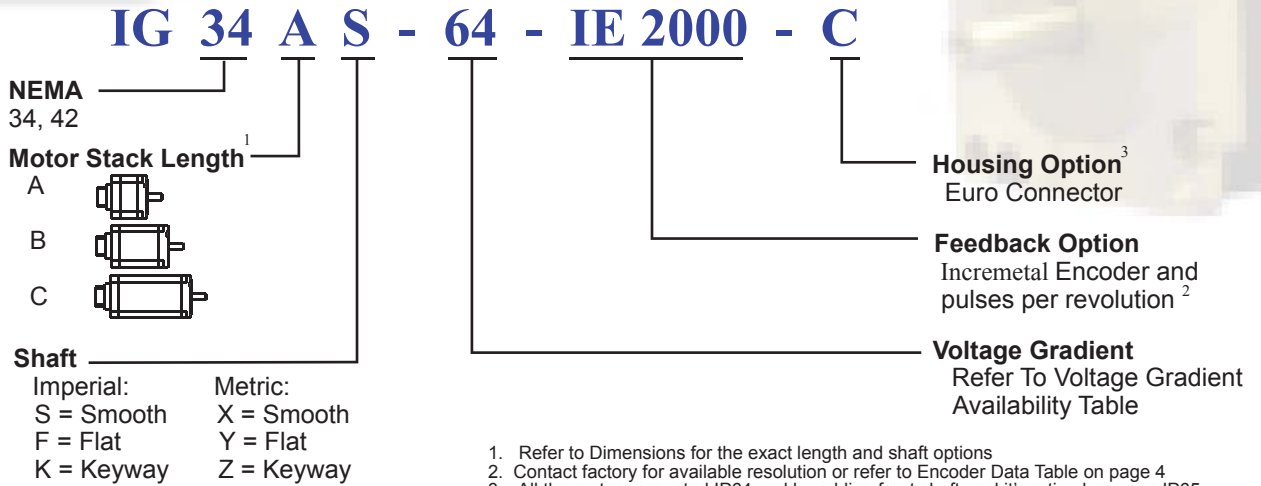 IG 34 A S - 64 - IE 2000 - C
NEMA
34, 42
Motor Stack Length 1
A
B
C
Shaft
Imperial: Metric:
S = Smooth X = Smooth
F = Flat Y = Flat
K = Keyway Z = Keyway
Housing Option 3
Euro Connector
Feedback Option
Incremetal Encoder and
pulses per revolution 2
Voltage Gradient
Refer To Voltage Gradient
Availability Table
1. Refer to Dimensions for the exact length and shaft options
2. Contact factory for available resolution or refer to Encoder Data Table on page 4